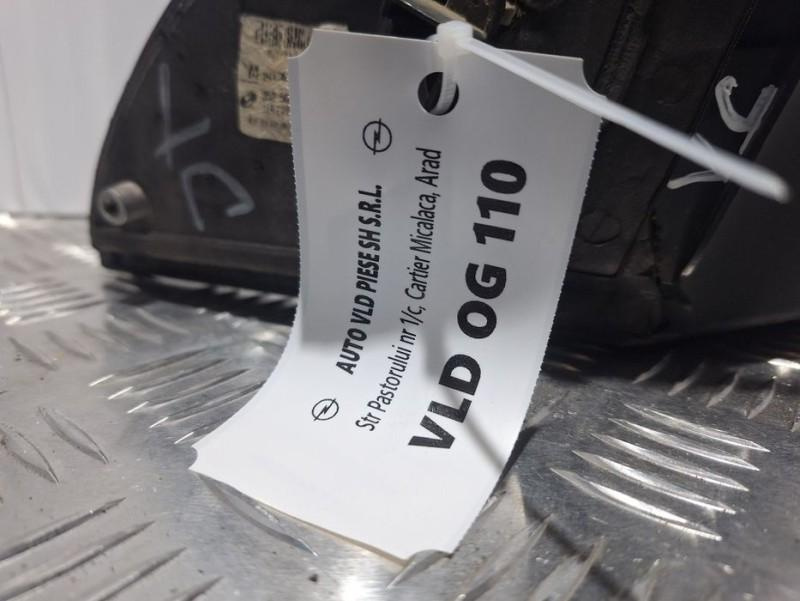 AUTO VLD PIESE SH S.R.L.
Str Pastorului nr 1/c, Cartier Micalaca, Arad
VLD OG 110